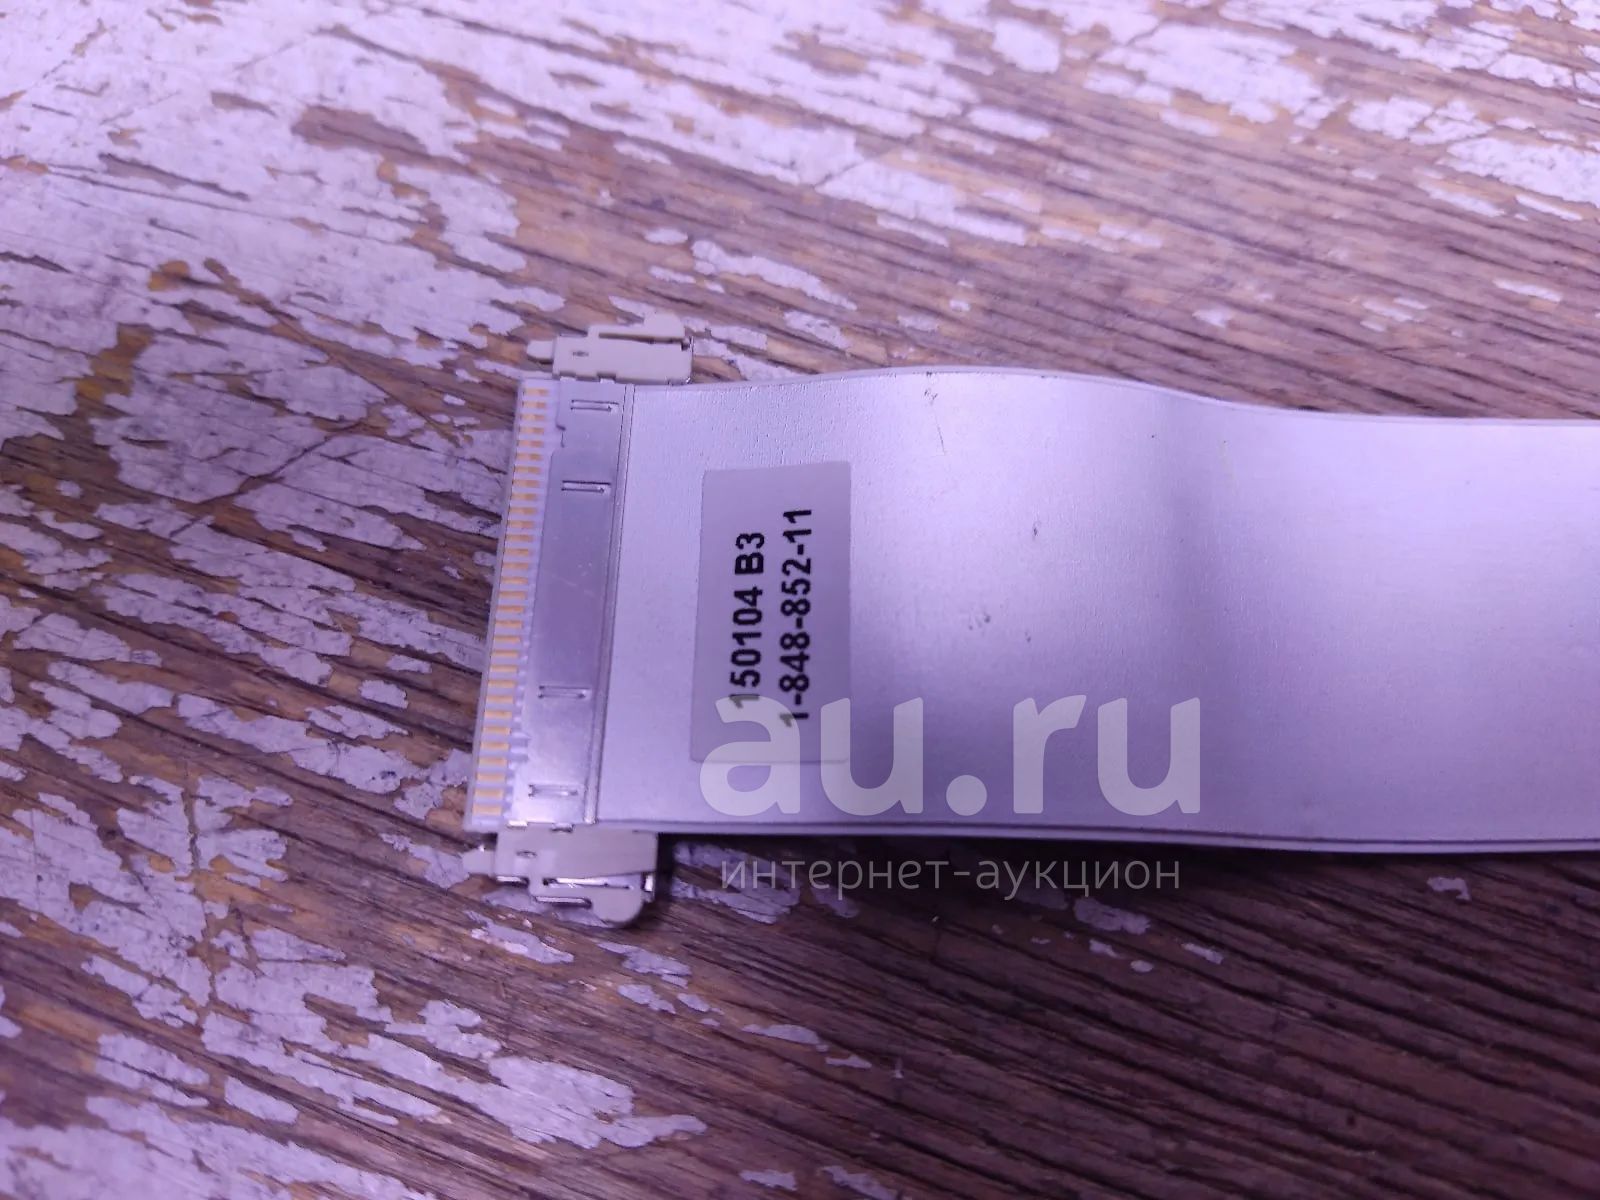 150104 B3
1-848-852-11
au.ru
интернет-аукцион